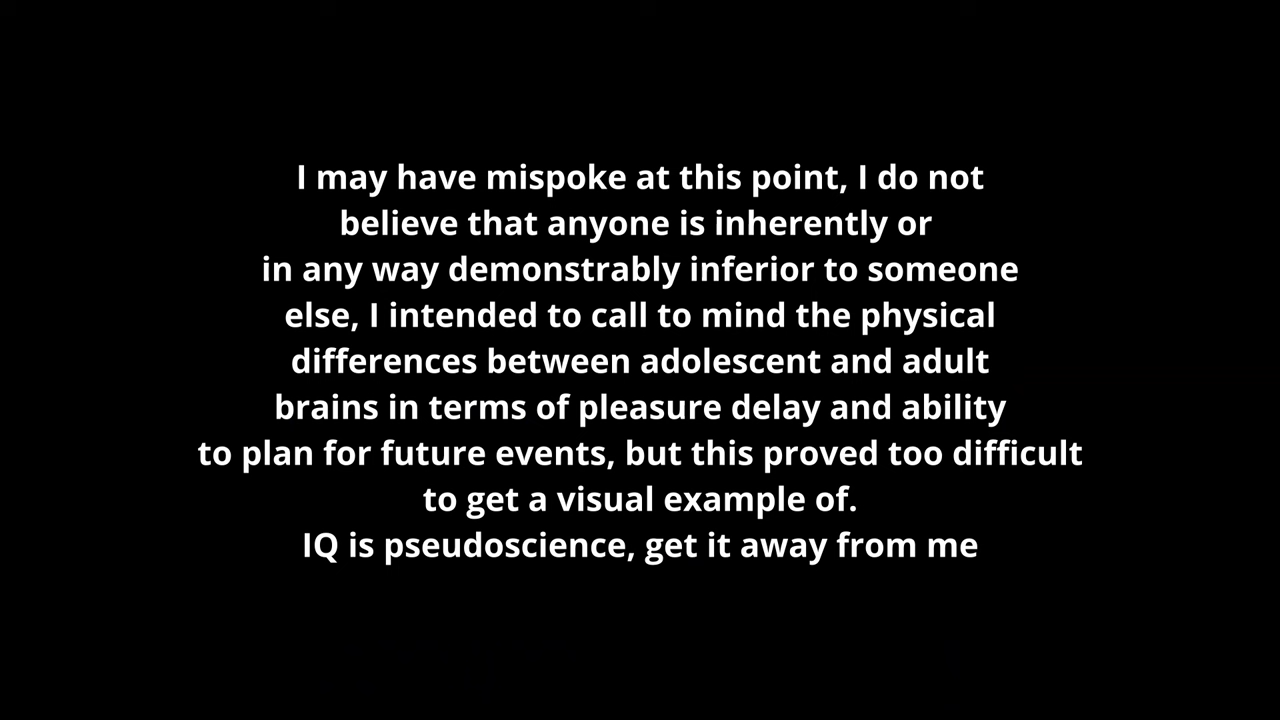 I may have mispoke at this point, I do not
believe that anyone is inherently or
in any way demonstrably inferior to someone
else, I intended to call to mind the physical
differences between adolescent and adult
brains in terms of pleasure delay and ability
to plan for future events, but this proved too difficult
to get a visual example of.
IQ is pseudoscience, get it away from me